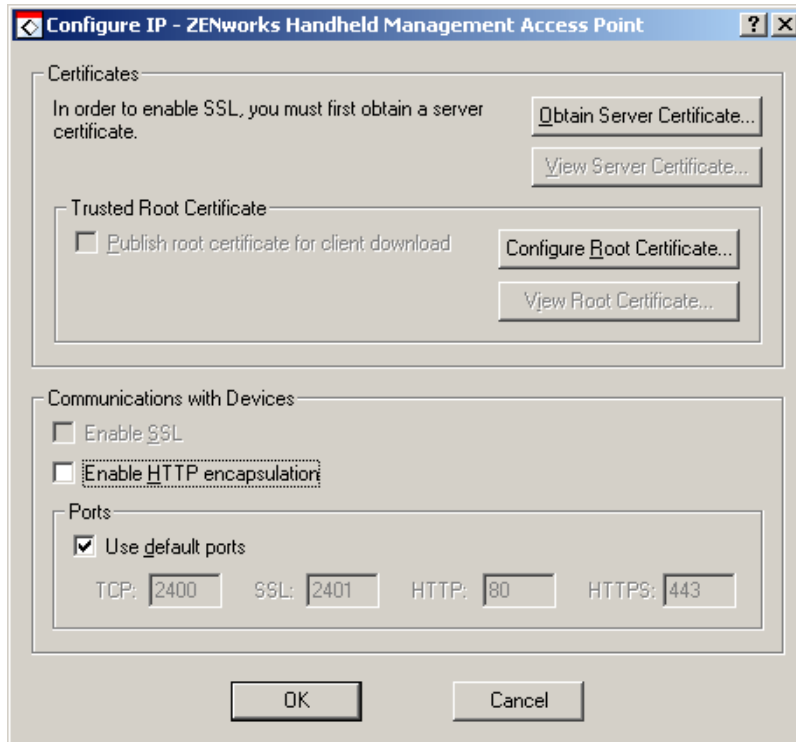 Configure IP - ZENworks Handheld Management Access Point
Certificates
In order to enable SSL, you must first obtain a server
certificate.
Obtain Server Certificate...
View Server Certificate...
Trusted Root Certificate
Publish root certificate for client download
Configure Root Certificate...
View Root Certificate...
Communications with Devices
Enable SSL
Enable HTTP encapsulation
Ports
Use default ports
TCP: 2400 SSL: 2401 HTTP: 80 HTTPS: 443
OK Cancel